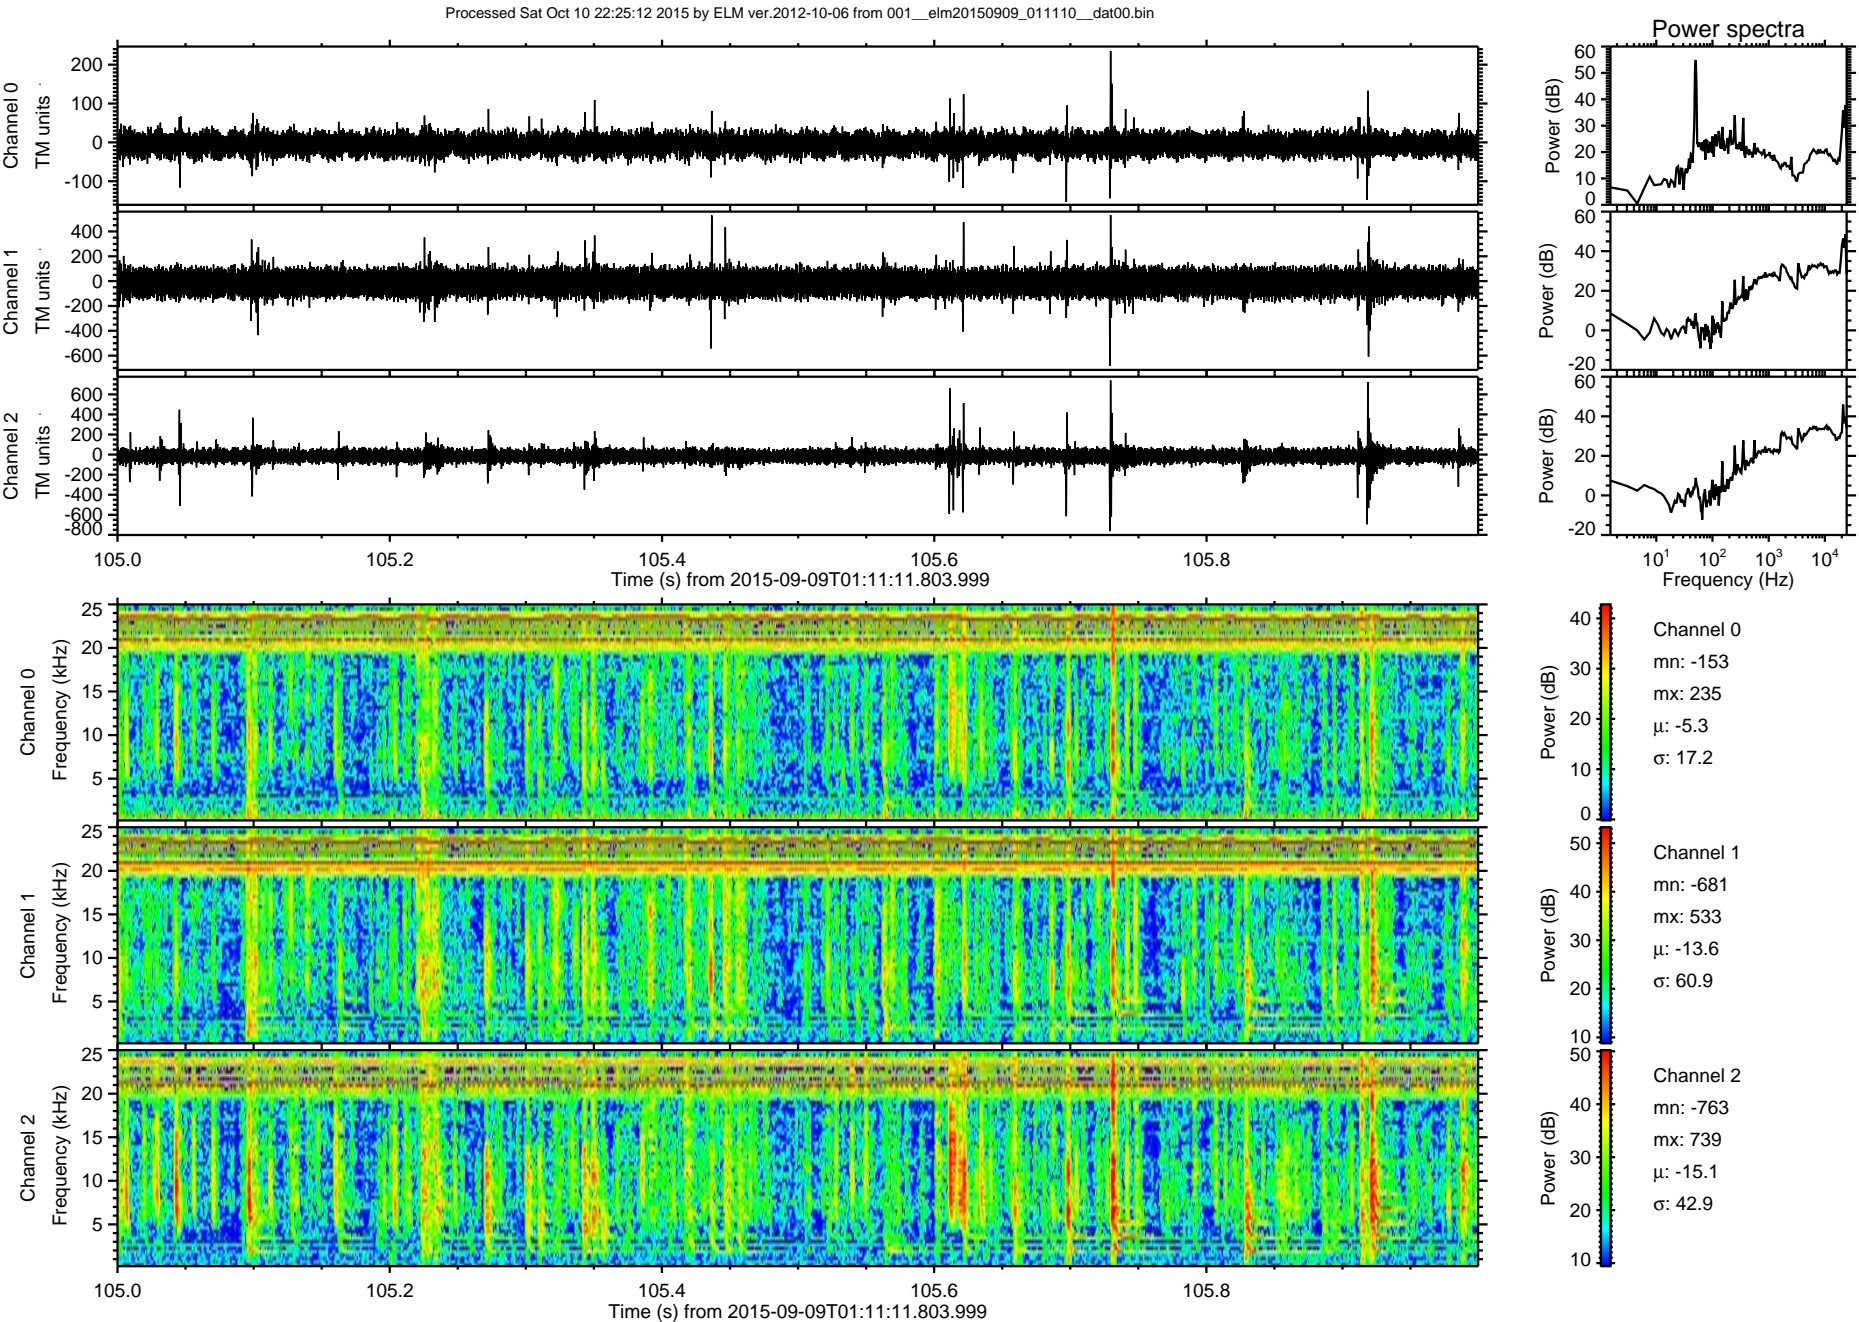 Processed Sat Oct 10 22:25:12 2015 by ELM ver.2012-10-06 from 001__elm20150909_011110__dat00.bin
Power spectra
Channel 0
TM units
200
100
0
-100
Power (dB)
60
50
40
30
20
10
0
Channel 1
TM units
400
200
0
-200
-400
-600
Power (dB)
60
40
20
0
-20
Channel 2
TM units
600
400
200
0
-200
-400
-600
-800
Power (dB)
60
40
20
0
-20
105.0 105.2 105.4 105.6 105.8
Time (s) from 2015-09-09T01:11:11.803.999
10¹ 10² 10³ 10⁴
Frequency (Hz)
Channel 0
Frequency (kHz)
25
20
15
10
5
Power (dB)
40
30
20
10
0
Channel 0
mn: -153
mx: 235
μ: -5.3
σ: 17.2
Channel 1
Frequency (kHz)
25
20
15
10
5
Power (dB)
50
40
30
20
10
Channel 1
mn: -681
mx: 533
μ: -13.6
σ: 60.9
Channel 2
Frequency (kHz)
25
20
15
10
5
Power (dB)
50
40
30
20
10
Channel 2
mn: -763
mx: 739
μ: -15.1
σ: 42.9
105.0 105.2 105.4 105.6 105.8
Time (s) from 2015-09-09T01:11:11.803.999